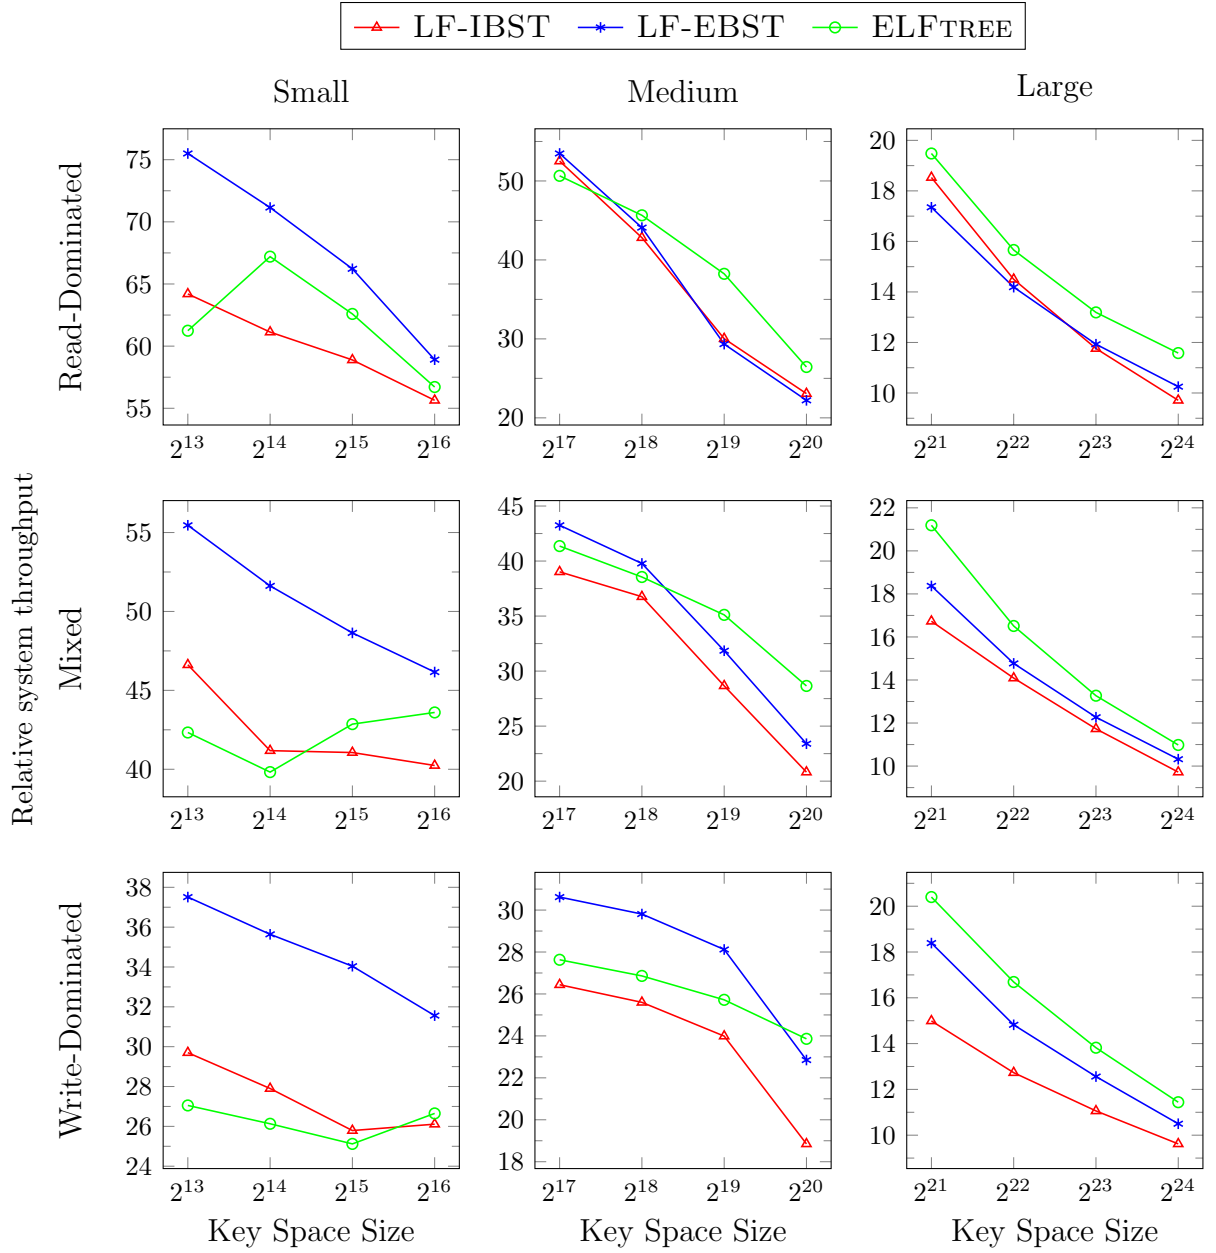 LF-IBST LF-EBST ELFTREE
Small Medium Large
Relative system throughput
Read-Dominated
75
70
65
60
55
2^13 2^14 2^15 2^16
50
40
30
20
2^17 2^18 2^19 2^20
20
18
16
14
12
10
2^21 2^22 2^23 2^24
Mixed
55
50
45
40
2^13 2^14 2^15 2^16
45
40
35
30
25
20
2^17 2^18 2^19 2^20
22
20
18
16
14
12
10
2^21 2^22 2^23 2^24
Write-Dominated
38
36
34
32
30
28
26
24
2^13 2^14 2^15 2^16
Key Space Size
30
28
26
24
22
20
18
2^17 2^18 2^19 2^20
Key Space Size
20
18
16
14
12
10
2^21 2^22 2^23 2^24
Key Space Size